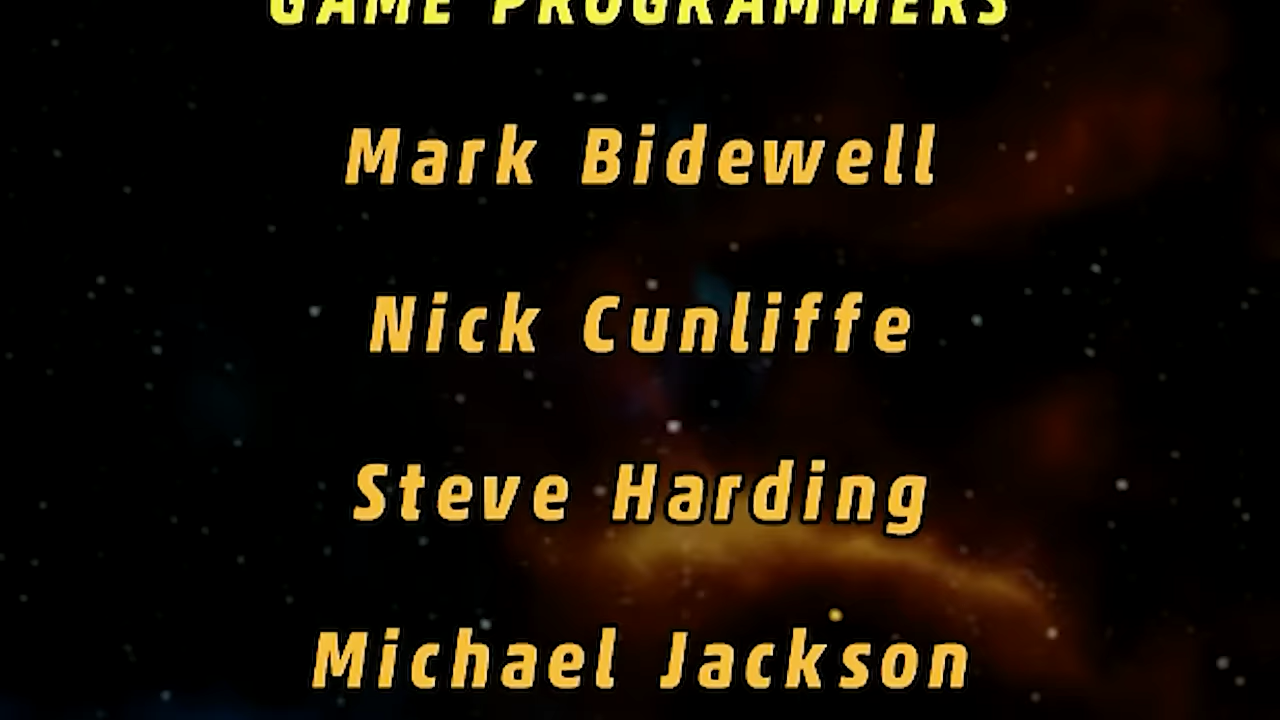 GAME PROGRAMMERS
Mark Bidewell
Nick Cunliffe
Steve Harding
Michael Jackson